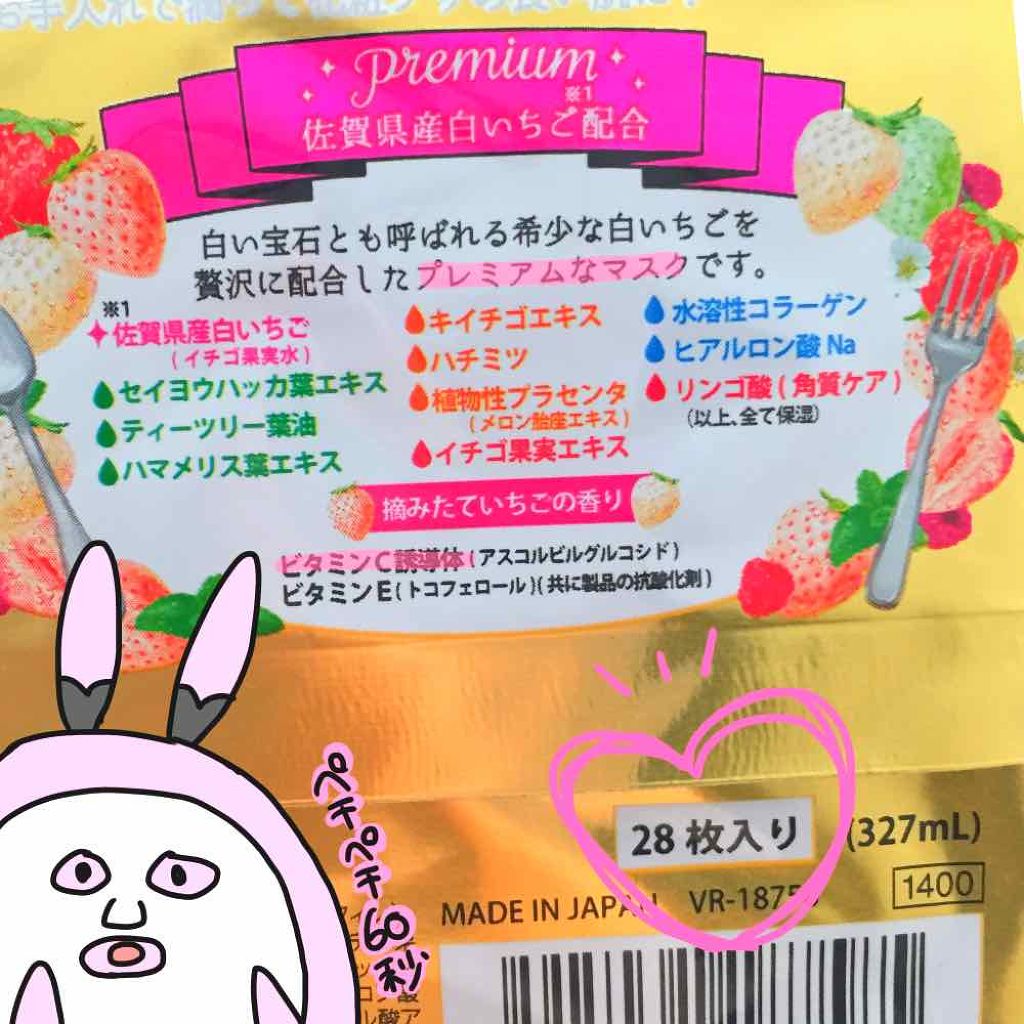 Premium
※1
佐賀県産白いちご配合
白い宝石とも呼ばれる希少な白いちごを
贅沢に配合したプレミアムなマスクです。
※1
佐賀県産白いちご
(イチゴ果実水)
セイヨウハッカ葉エキス
ティーツリー葉油
ハマメリス葉エキス
キイチゴエキス
ハチミツ
植物性プラセンタ
(メロン胎座エキス)
イチゴ果実エキス
水溶性コラーゲン
ヒアルロン酸Na
リンゴ酸(角質ケア)
(以上、全て保湿)
摘みたていちごの香り
ビタミンC誘導体(アスコルビルグルコシド)
ビタミンE(トコフェロール)(共に製品の抗酸化剤)
28枚入り (327mL)
MADE IN JAPAN VR-1875
1400
ペチペチ60秒